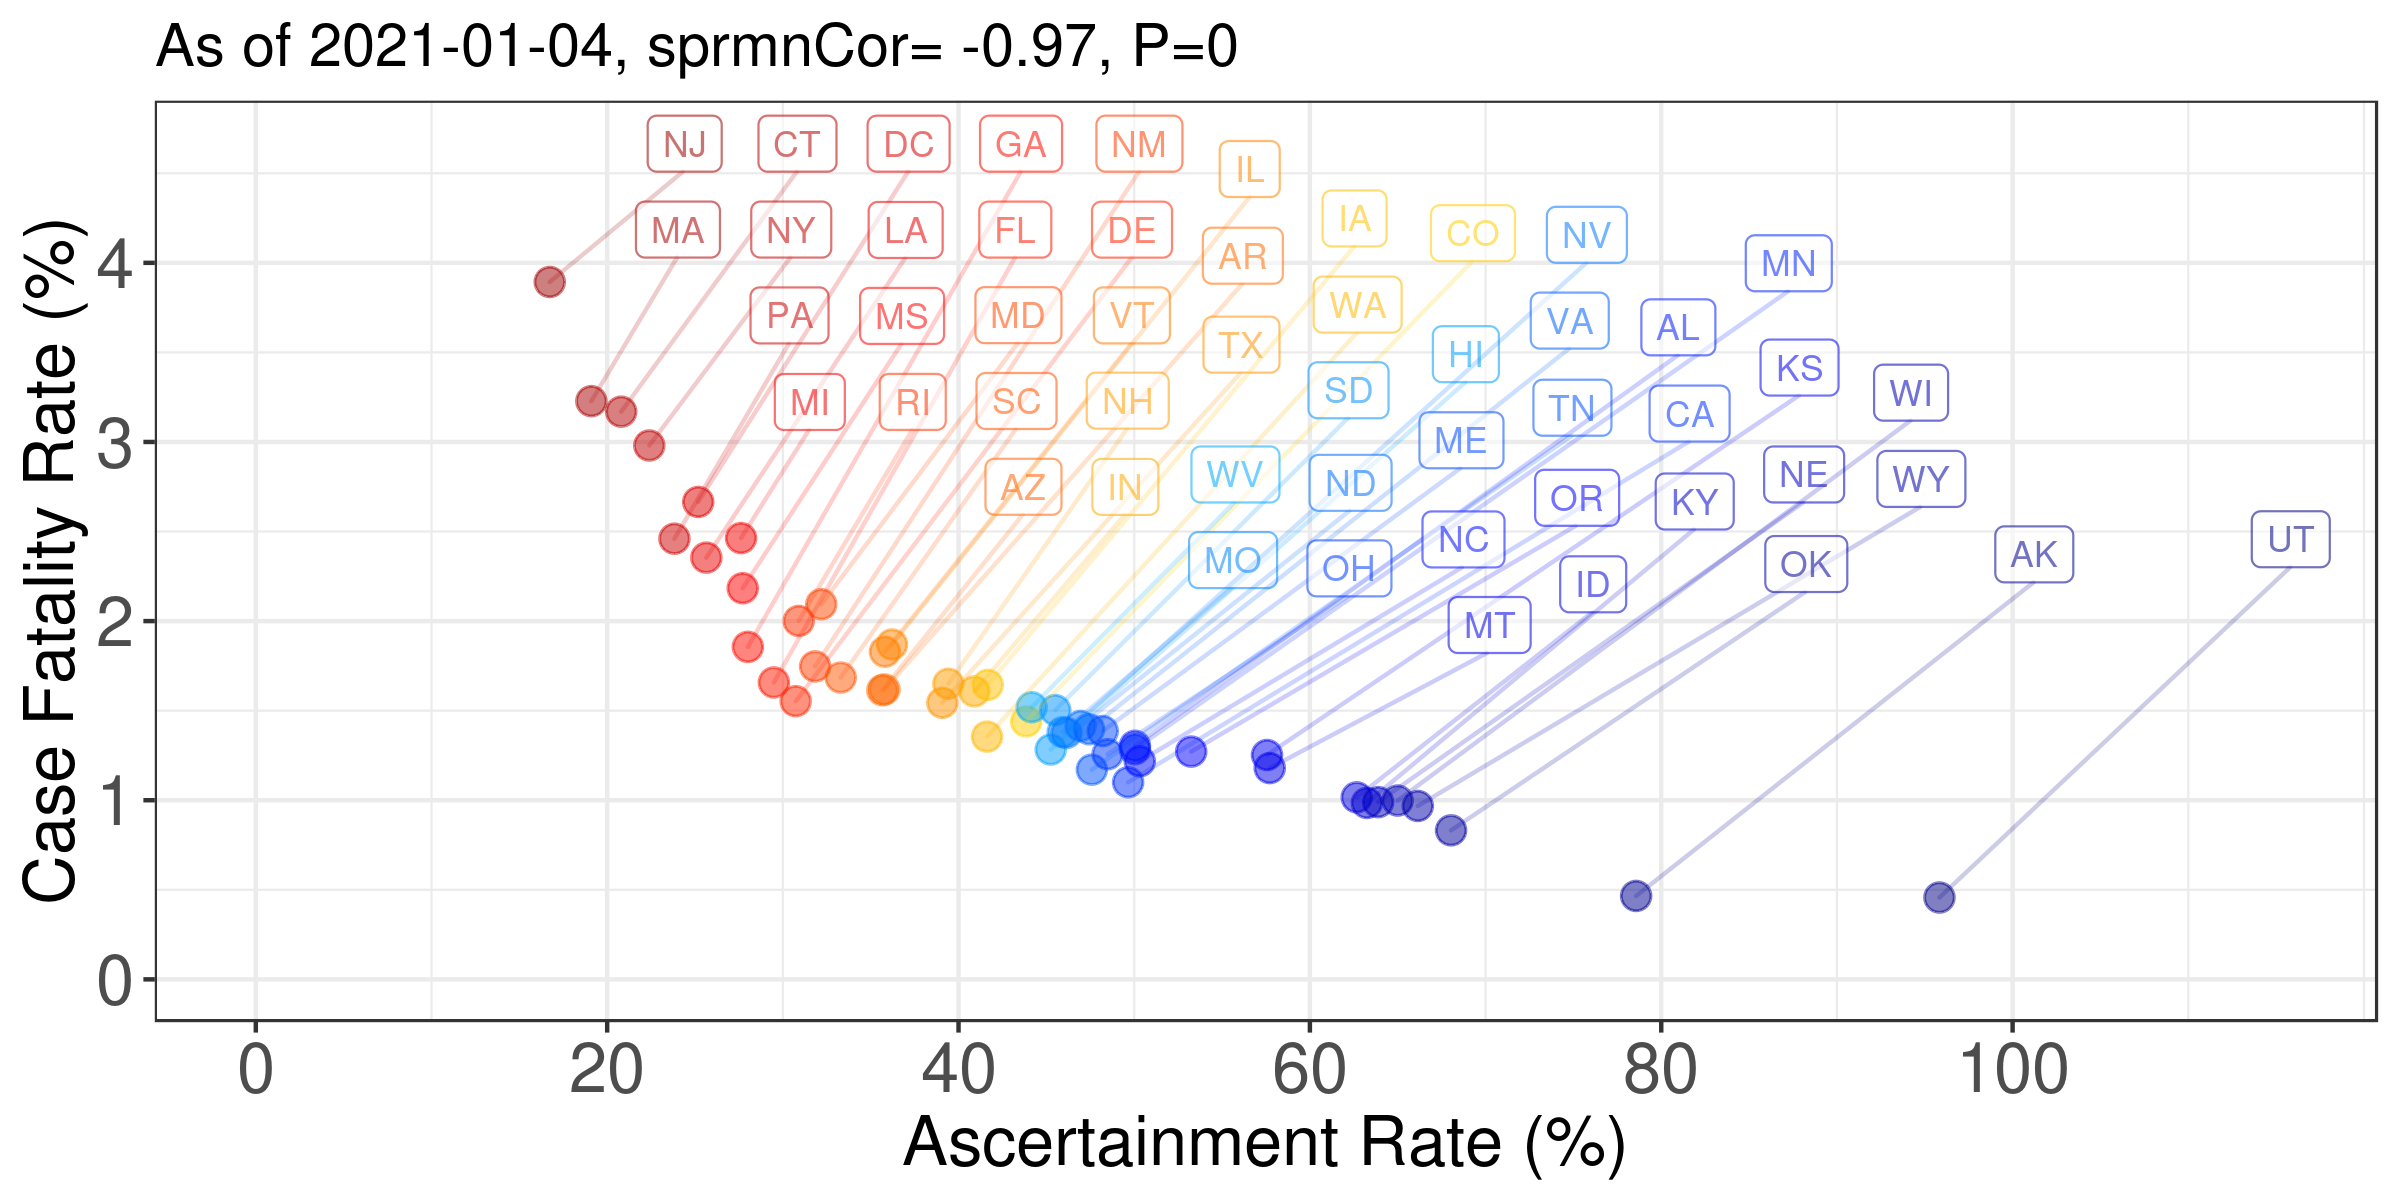 As of 2021-01-04, sprmnCor= -0.97, P=0
Case Fatality Rate (%)
4
3
2
1
0
NJ CT DC GA NM IL
MA NY LA FL DE AR IA CO NV MN
PA MS MD VT TX WA HI VA AL KS
MI RI SC NH SD ME TN CA WI
AZ IN WV ND OR KY NE WY
MO OH NC ID OK AK UT
MT
0 20 40 60 80 100
Ascertainment Rate (%)